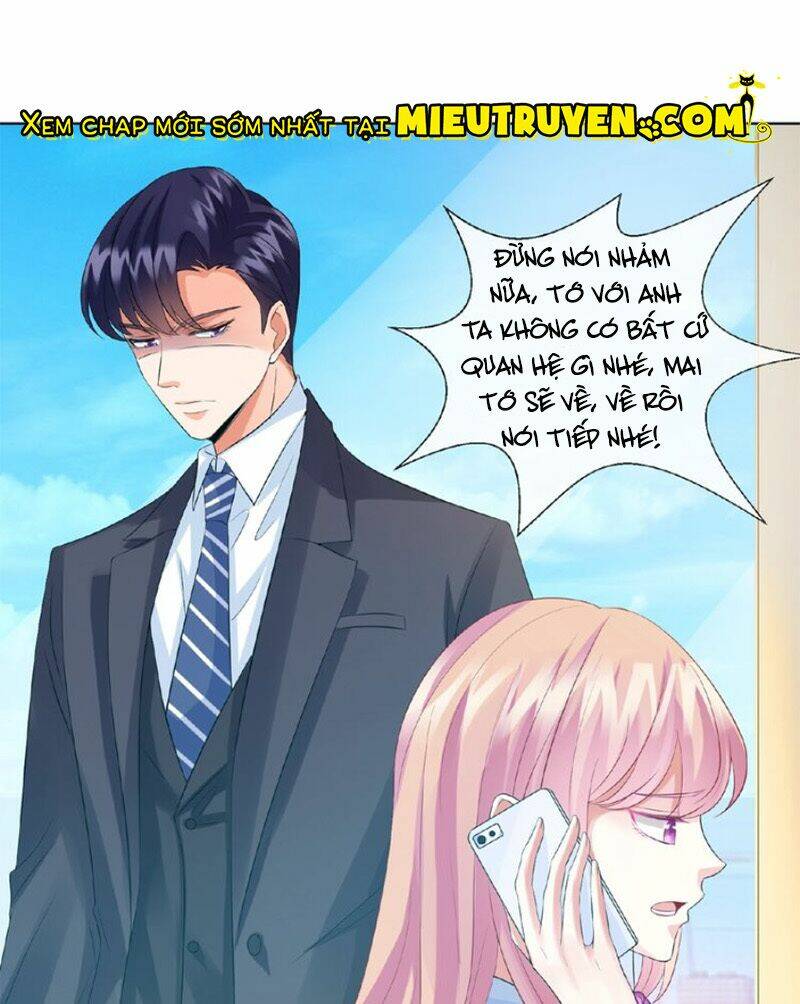 XEM CHAP MỚI SỚM NHẤT TẠI MIEUTRUYEN.COM
ĐỪNG NÓI NHẢM
NỮA, TỚ VỚI ANH
TA KHÔNG CÓ BẤT CỨ
QUAN HỆ GÌ NHÉ, MAI
TỚ SẼ VỀ, VỀ RỒI
NÓI TIẾP NHÉ!